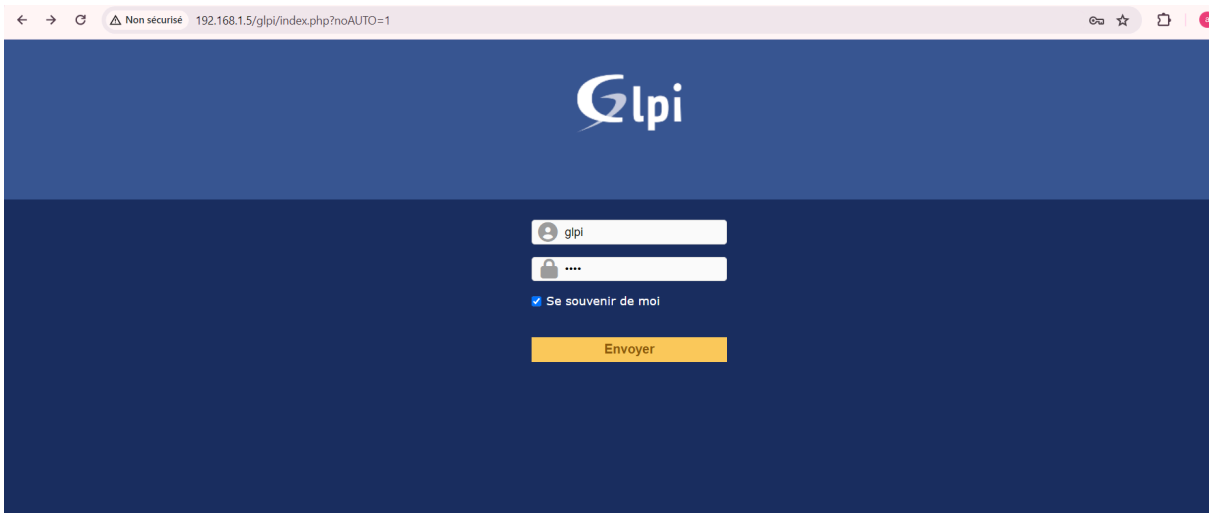 Non sécurisé 192.168.1.5/glpi/index.php?noAUTO=1
Glpi
glpi
••••
Se souvenir de moi
Envoyer